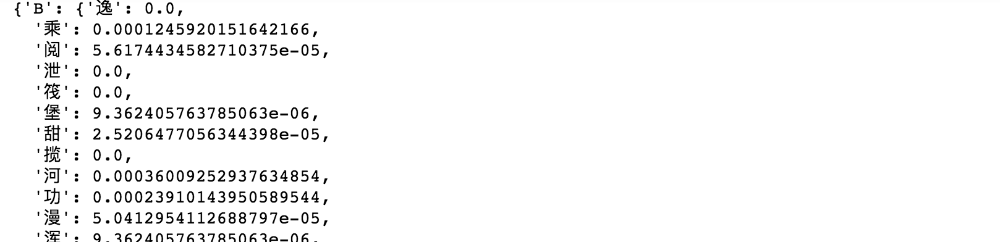 {'B': {'逸': 0.0,
'乘': 0.0001245920151642166,
'阅': 5.6174434582710375e-05,
'泄': 0.0,
'筏': 0.0,
'堡': 9.362405763785063e-06,
'甜': 2.5206477056344398e-05,
'揽': 0.0,
'河': 0.00036009252937634854,
'功': 0.00023910143950589544,
'漫': 5.0412954112688797e-05,
'浑': 9.362405763785063e-06,